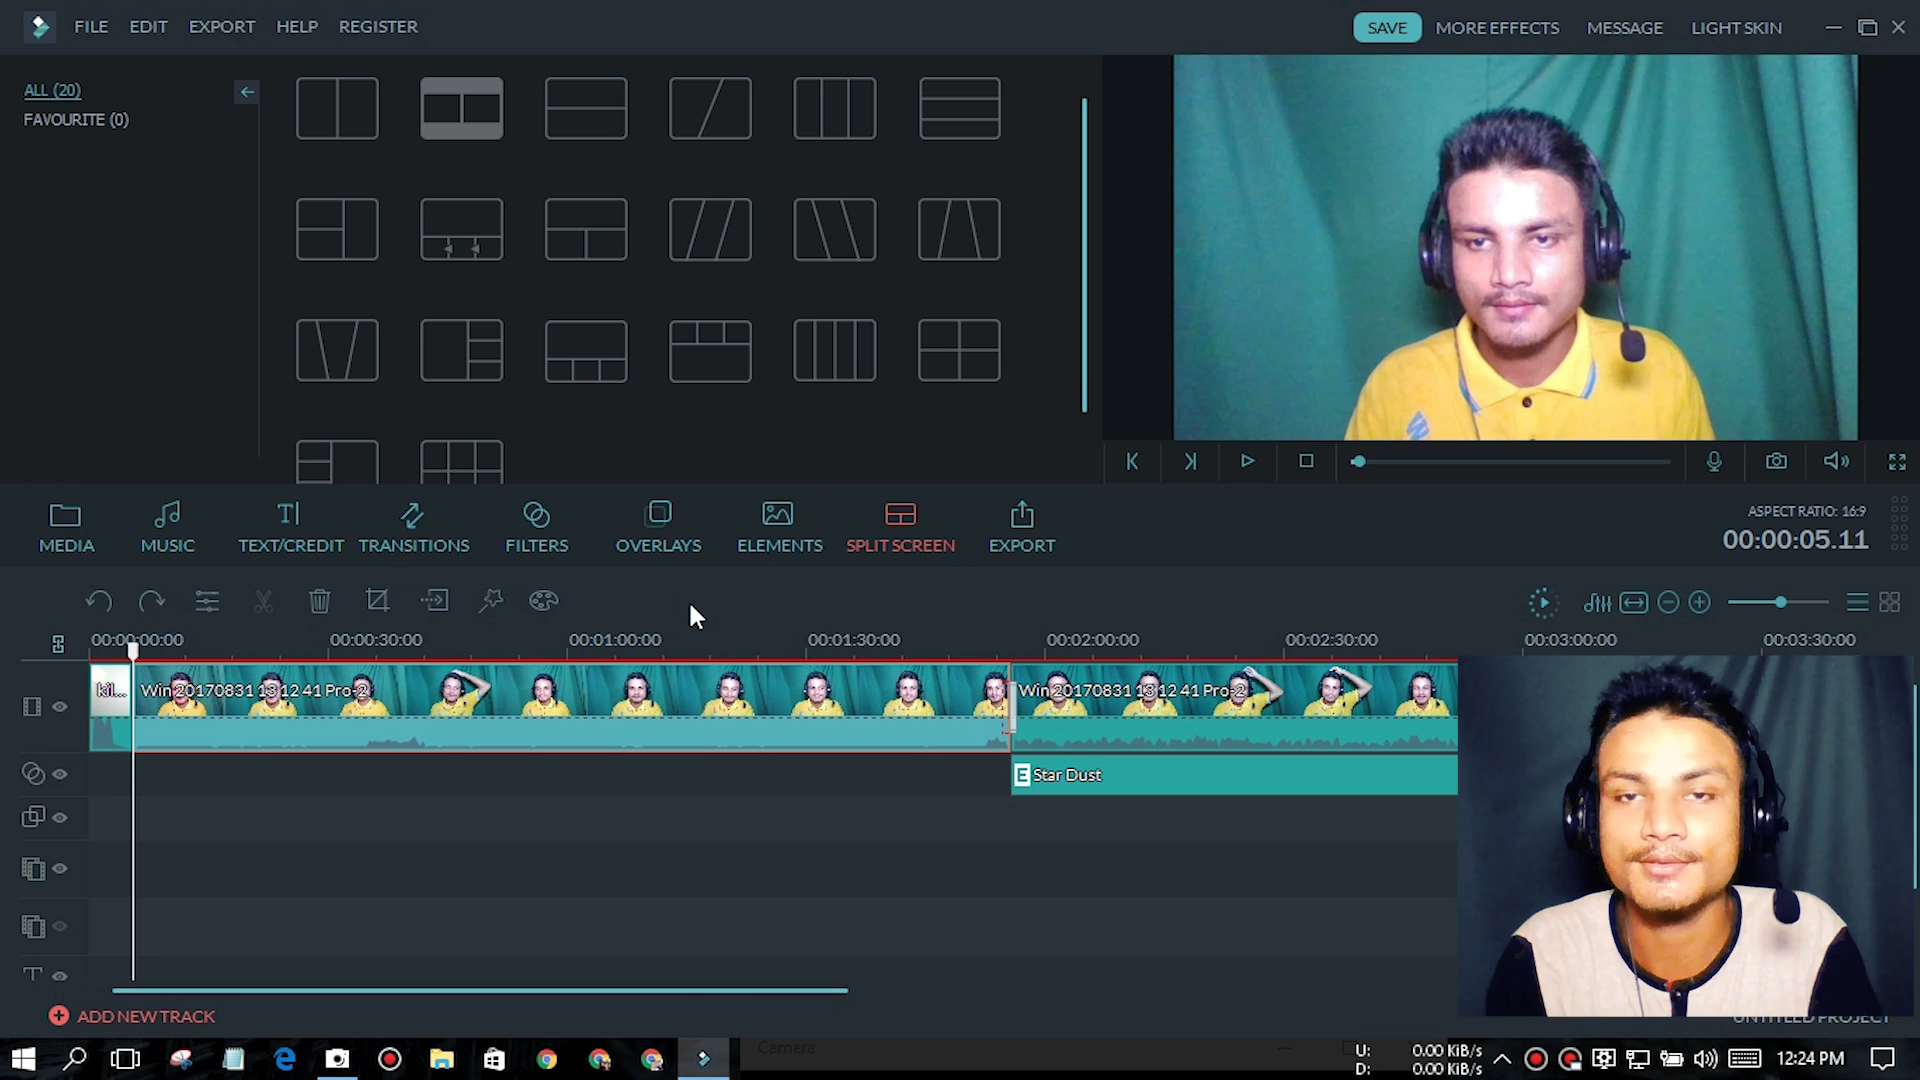 FILE EDIT EXPORT HELP REGISTER SAVE MORE EFFECTS MESSAGE LIGHT SKIN
ALL (20)
FAVOURITE (0)
MEDIA MUSIC TEXT/CREDIT TRANSITIONS FILTERS OVERLAYS ELEMENTS SPLIT SCREEN EXPORT
ASPECT RATIO: 16:9
00:00:05.11
00:00:00:00 00:00:30:00 00:01:00:00 00:01:30:00 00:02:00:00 00:02:30:00 00:03:00:00 00:03:30:00
kil... Win 20170831 13 12 41 Pro-2 Win 20170831 13 12 41 Pro-2
E Star Dust
ADD NEW TRACK
UNTITLED PROJECT
Camera
U: 0.00 KiB/s
D: 0.00 KiB/s
12:24 PM